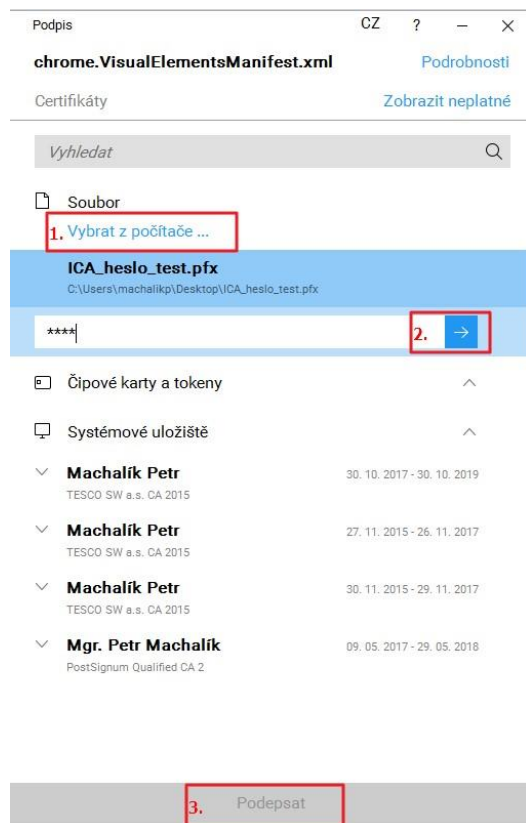 Podpis CZ ?
chrome.VisualElementsManifest.xml Podrobnosti
Certifikáty Zobrazit neplatné
Vyhledat
Soubor
1. Vybrat z počítače ...
ICA_heslo_test.pfx
C:\Users\machalikp\Desktop\ICA_heslo_test.pfx
**** 2.
Čipové karty a tokeny
Systémové uložiště
Machalík Petr 30. 10. 2017 - 30. 10. 2019
TESCO SW a.s. CA 2015
Machalík Petr 27. 11. 2015 - 26. 11. 2017
TESCO SW a.s. CA 2015
Machalík Petr 30. 11. 2015 - 29. 11. 2017
TESCO SW a.s. CA 2015
Mgr. Petr Machalík 09. 05. 2017 - 29. 05. 2018
PostSignum Qualified CA 2
3. Podepsat